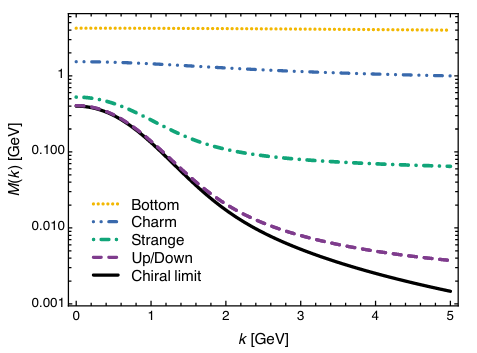 1
0.100
0.010
0.001
M(k) [GeV]
Bottom
Charm
Strange
Up/Down
Chiral limit
0 1 2 3 4 5
k [GeV]